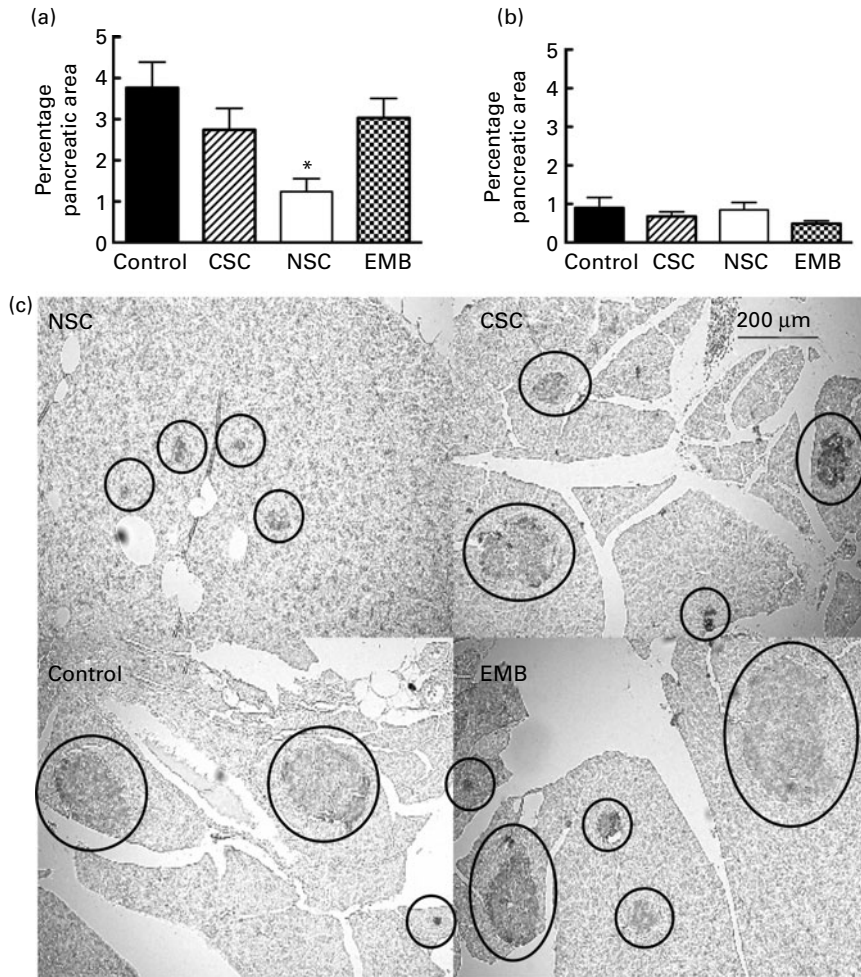 (a)
5
4
3
2
1
0
Percentage
pancreatic area
*
Control CSC NSC EMB
(b)
5
4
3
2
1
0
Percentage
pancreatic area
Control CSC NSC EMB
(c)
NSC
CSC
200 μm
Control
EMB